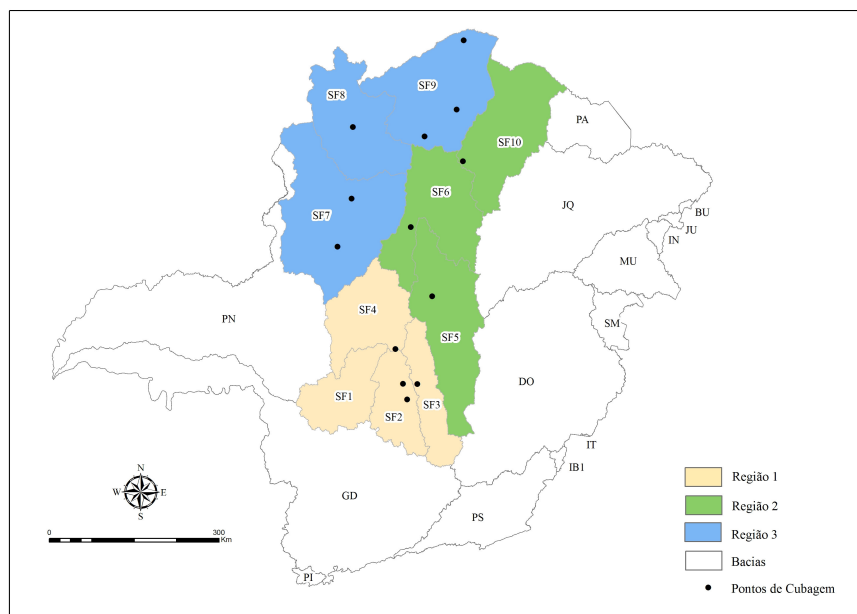 SF8
SF9
PA
SF10
SF6
JQ
SF7
BU
JU
IN
MU
SF4
PN
SM
SF5
DO
SF1
SF3
SF2
IT
IB1
N
W E
S
GD
PS
PI
0 300
Km
Região 1
Região 2
Região 3
Bacias
Pontos de Cubagem